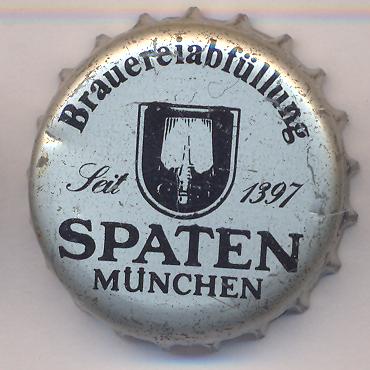 Brauereiabfüllung
Seit 1397
SPATEN
MÜNCHEN